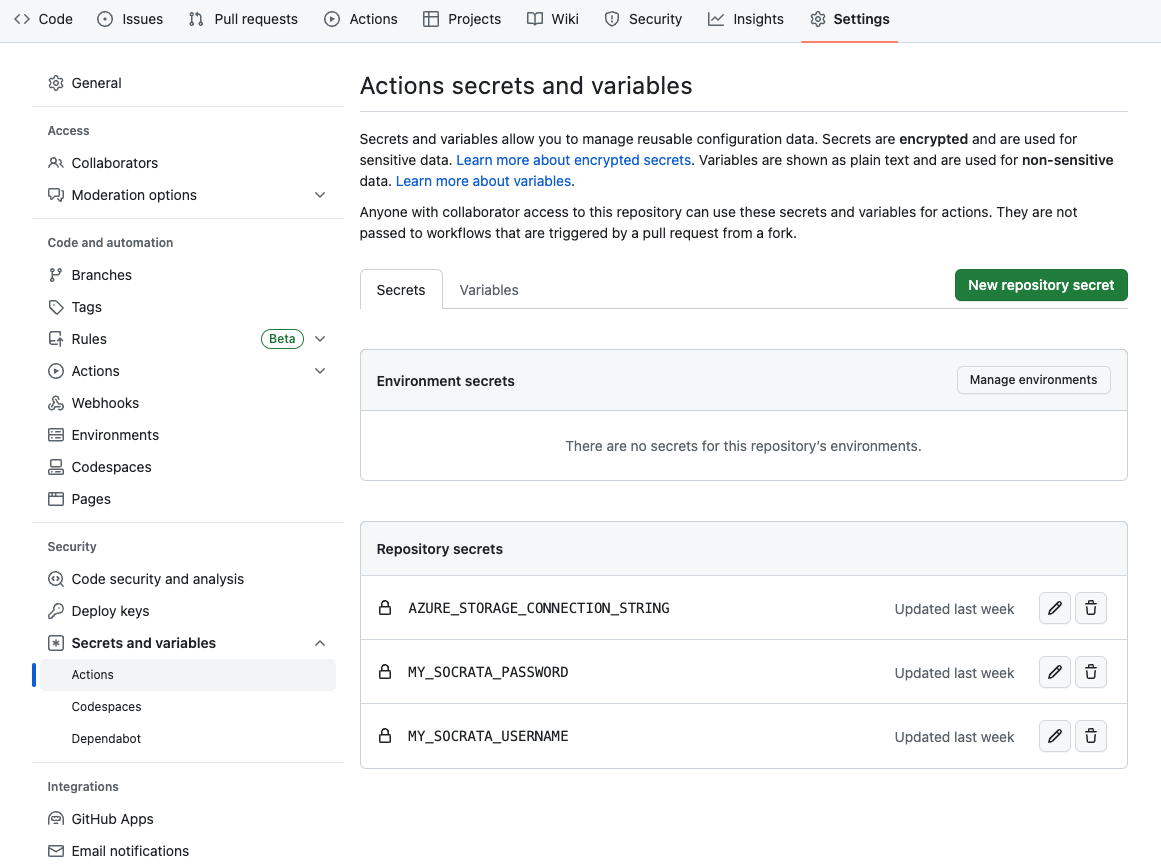 Code Issues Pull requests Actions Projects Wiki Security Insights Settings
General
Access
Collaborators
Moderation options
Code and automation
Branches
Tags
Rules Beta
Actions
Webhooks
Environments
Codespaces
Pages
Security
Code security and analysis
Deploy keys
Secrets and variables
Actions
Codespaces
Dependabot
Integrations
GitHub Apps
Email notifications
Actions secrets and variables
Secrets and variables allow you to manage reusable configuration data. Secrets are encrypted and are used for
sensitive data. Learn more about encrypted secrets. Variables are shown as plain text and are used for non-sensitive
data. Learn more about variables.
Anyone with collaborator access to this repository can use these secrets and variables for actions. They are not
passed to workflows that are triggered by a pull request from a fork.
Secrets Variables New repository secret
Environment secrets Manage environments
There are no secrets for this repository’s environments.
Repository secrets
AZURE_STORAGE_CONNECTION_STRING Updated last week
MY_SOCRATA_PASSWORD Updated last week
MY_SOCRATA_USERNAME Updated last week